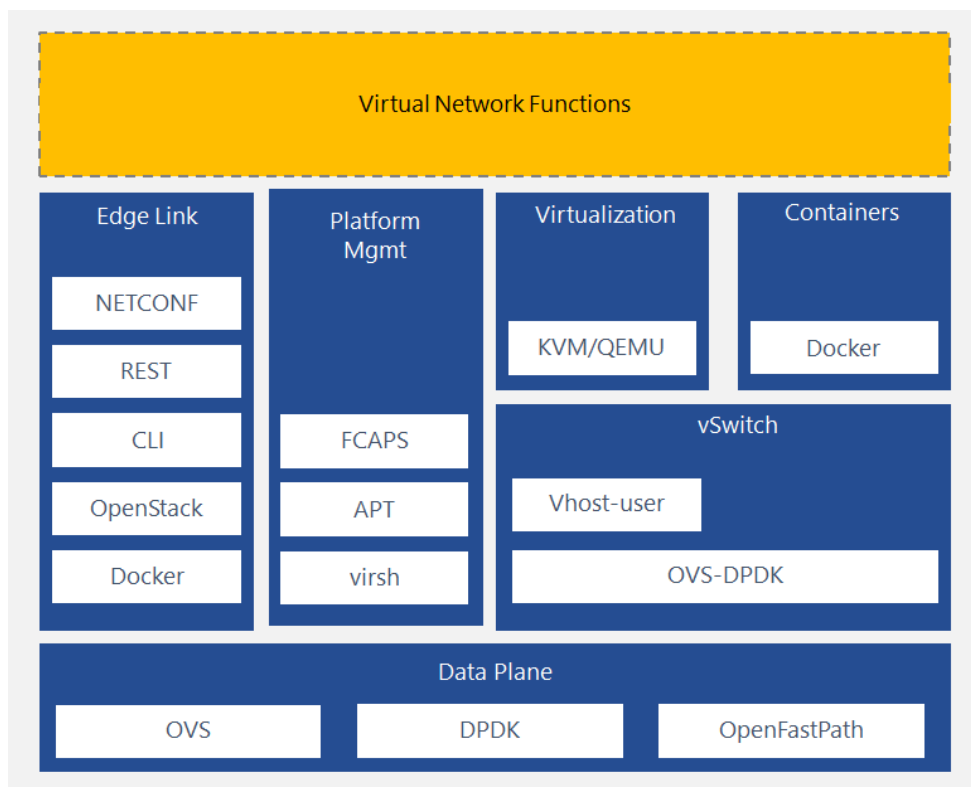 Virtual Network Functions
Edge Link
NETCONF
REST
CLI
OpenStack
Docker
Platform
Mgmt
FCAPS
APT
virsh
Virtualization
KVM/QEMU
Containers
Docker
vSwitch
Vhost-user
OVS-DPDK
Data Plane
OVS
DPDK
OpenFastPath